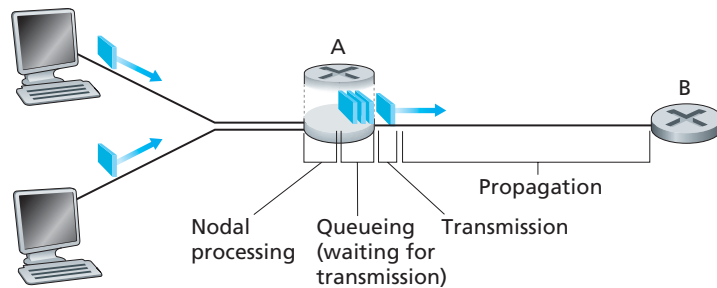 A
B
Propagation
Nodal
processing
Queueing
(waiting for
transmission)
Transmission